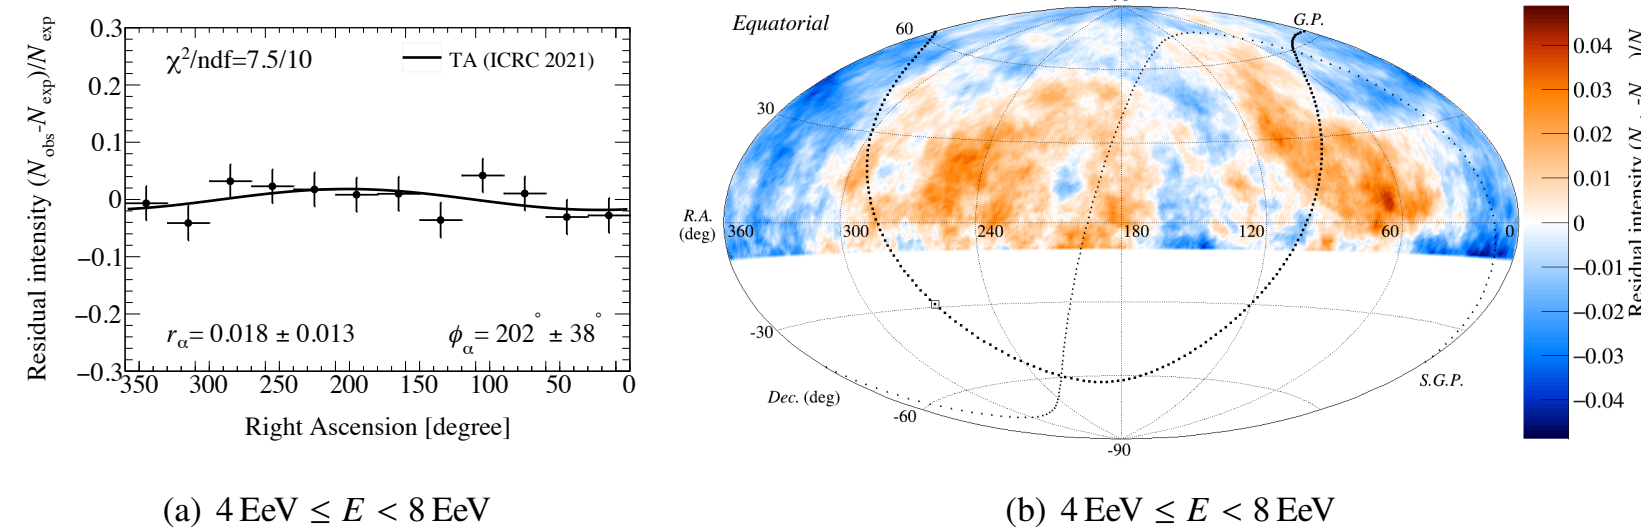 0.3
0.2
0.1
0
−0.1
−0.2
−0.3
Residual intensity (N_obs-N_exp)/N_exp
χ²/ndf=7.5/10
TA (ICRC 2021)
r_α= 0.018 ± 0.013
ϕ_α= 202° ± 38°
350 300 250 200 150 100 50 0
Right Ascension [degree]
(a) 4 EeV ≤ E < 8 EeV
Equatorial
G.P.
60
30
R.A.
(deg)
360 300 240 180 120 60 0
-30
S.G.P.
Dec. (deg)
-60
-90
0.04
0.03
0.02
0.01
0
−0.01
−0.02
−0.03
−0.04
Residual intensity
(b) 4 EeV ≤ E < 8 EeV